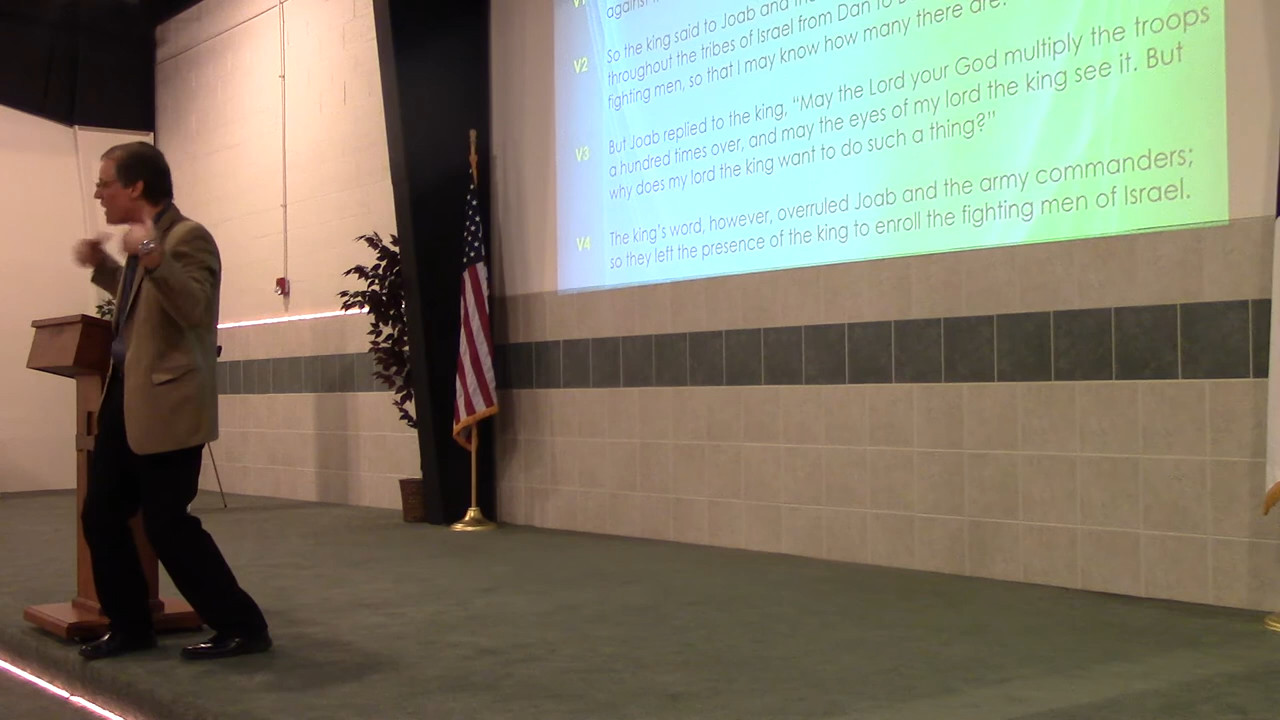 V1 against
V2 So the king said to Joab and the
throughout the tribes of Israel from Dan to
fighting men, so that I may know how many there are.
V3 But Joab replied to the king, “May the Lord your God multiply the troops
a hundred times over, and may the eyes of my lord the king see it. But
why does my lord the king want to do such a thing?”
V4 The king’s word, however, overruled Joab and the army commanders;
so they left the presence of the king to enroll the fighting men of Israel.